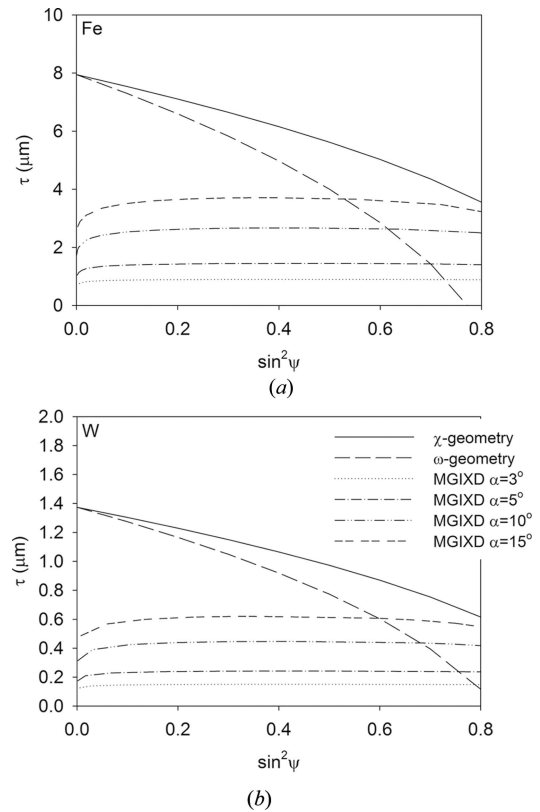 Fe
10
8
6
4
2
0
τ (μm)
0.0 0.2 0.4 0.6 0.8
sin²ψ
(a)
W
2.0
1.8
1.6
1.4
1.2
1.0
0.8
0.6
0.4
0.2
0.0
τ (μm)
χ-geometry
ω-geometry
MGIXD α=3°
MGIXD α=5°
MGIXD α=10°
MGIXD α=15°
0.0 0.2 0.4 0.6 0.8
sin²ψ
(b)